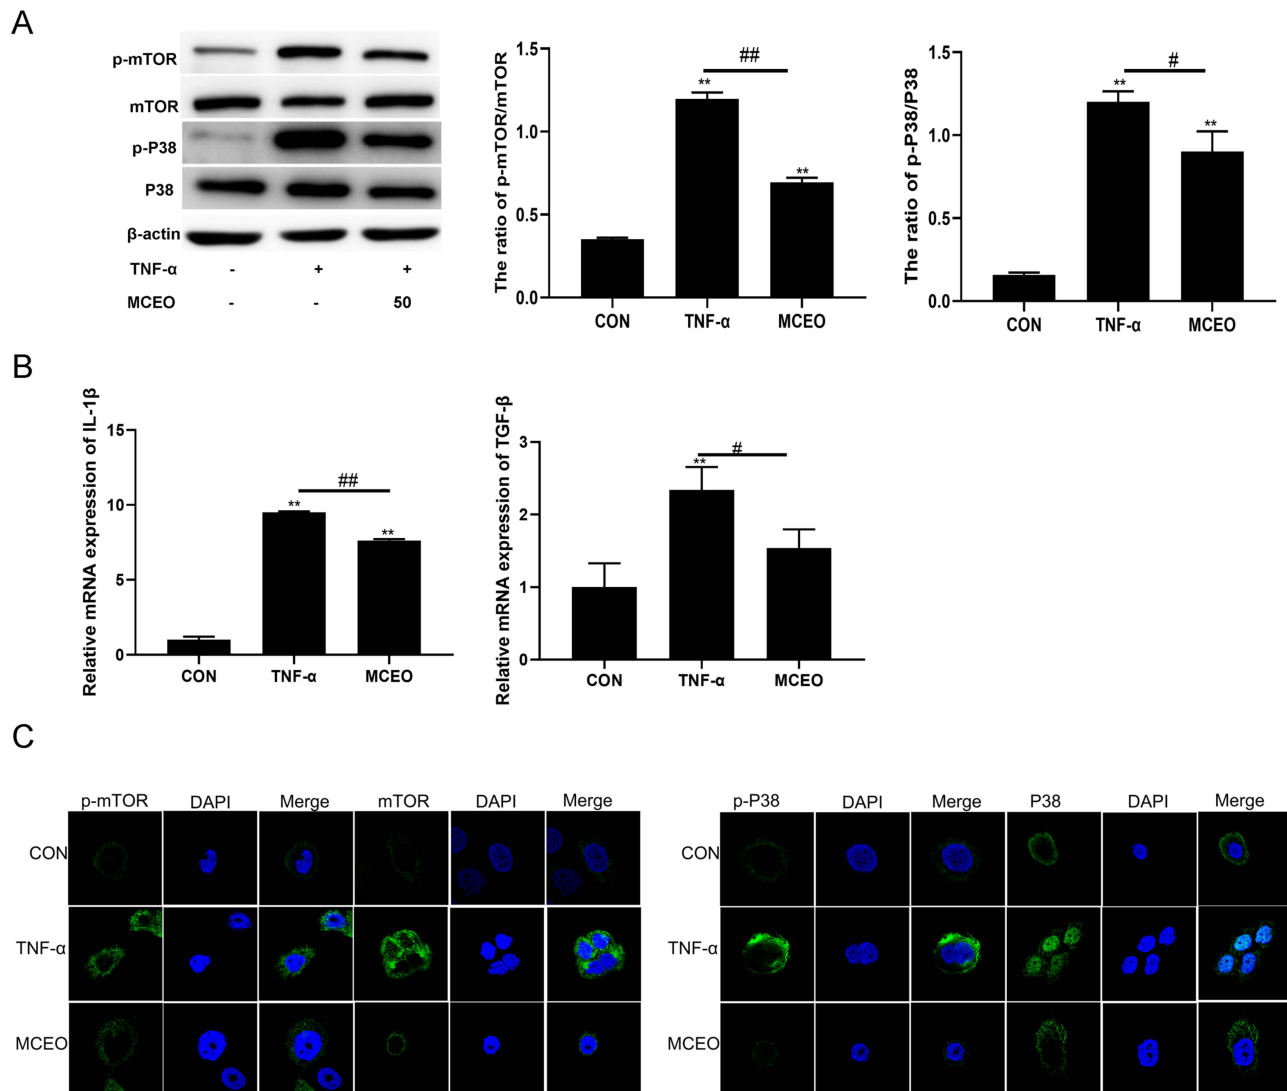 A
p-mTOR
mTOR
p-P38
P38
β-actin
TNF-α - + +
MCEO - - 50
The ratio of p-mTOR/mTOR
1.5
1.0
0.5
0.0
##
**
**
CON TNF-α MCEO
The ratio of p-P38/P38
1.5
1.0
0.5
0.0
#
**
**
CON TNF-α MCEO
B
Relative mRNA expression of IL-1β
15
10
5
0
##
**
**
CON TNF-α MCEO
Relative mRNA expression of TGF-β
3
2
1
0
#
**
CON TNF-α MCEO
C
p-mTOR DAPI Merge mTOR DAPI Merge
CON
TNF-α
MCEO
p-P38 DAPI Merge P38 DAPI Merge
CON
TNF-α
MCEO